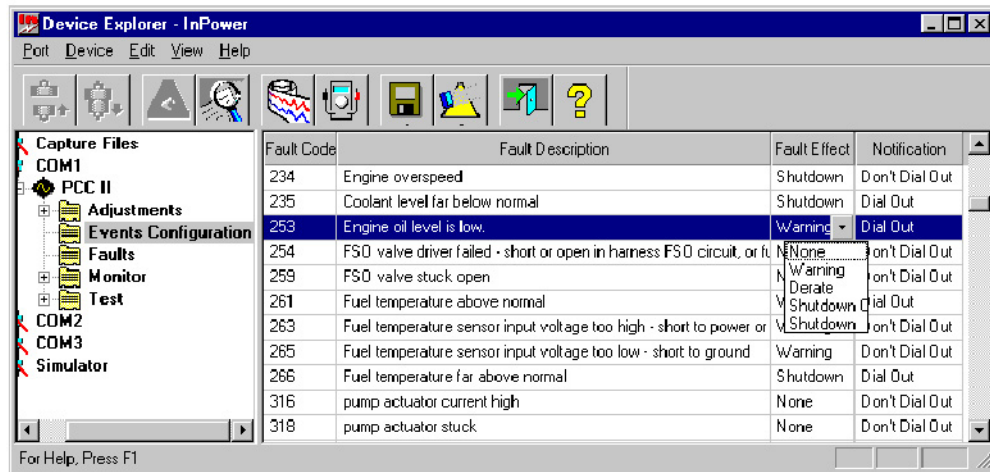 Device Explorer - InPower
Port Device Edit View Help
Capture Files
COM1
PCC II
Adjustments
Events Configuration
Faults
Monitor
Test
COM2
COM3
Simulator
Fault Code Fault Description Fault Effect Notification
234 Engine overspeed Shutdown Don't Dial Out
235 Coolant level far below normal Shutdown Dial Out
253 Engine oil level is low. Warning Dial Out
254 FSO valve driver failed - short or open in harness FSO circuit, or Don't Dial Out
259 FSO valve stuck open Don't Dial Out
261 Fuel temperature above normal Dial Out
263 Fuel temperature sensor input voltage too high - short to power or Don't Dial Out
265 Fuel temperature sensor input voltage too low - short to ground Warning Don't Dial Out
266 Fuel temperature far above normal Shutdown Dial Out
316 pump actuator current high None Don't Dial Out
318 pump actuator stuck None Don't Dial Out
None
Warning
Derate
Shutdown C
Shutdown
For Help, Press F1